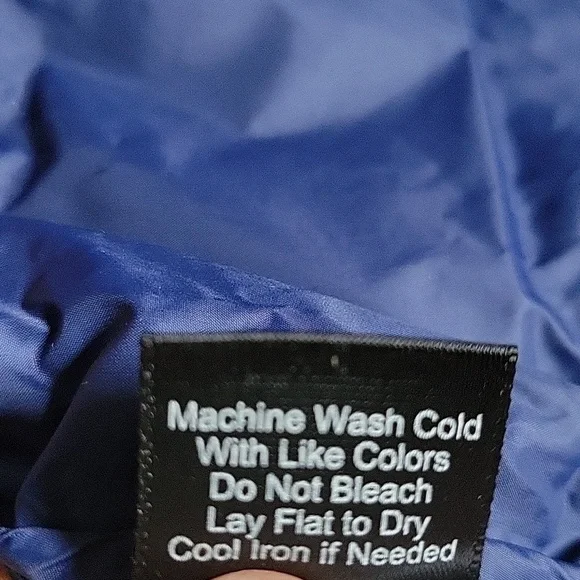 Machine Wash Cold
With Like Colors
Do Not Bleach
Lay Flat to Dry
Cool Iron if Needed